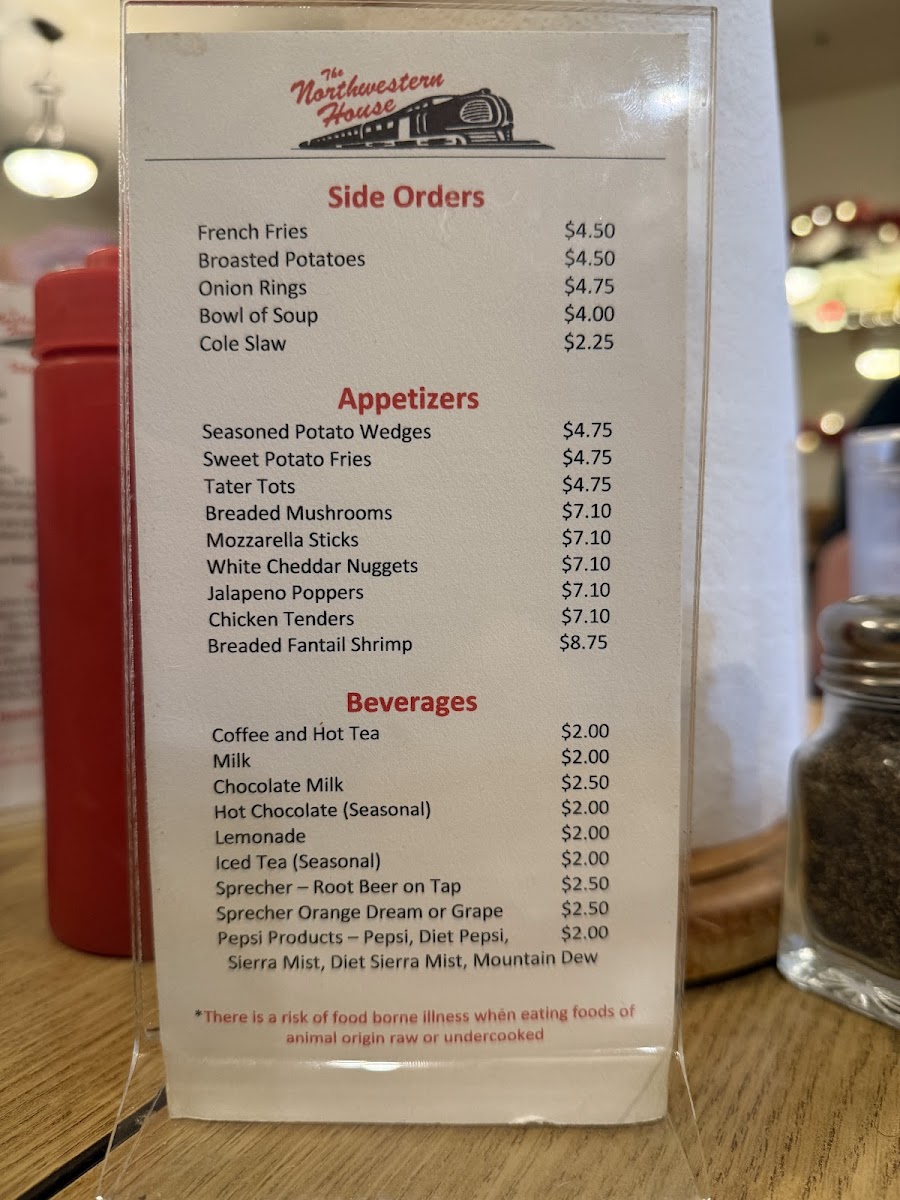 The
Northwestern
House
Side Orders
French Fries $4.50
Broasted Potatoes $4.50
Onion Rings $4.75
Bowl of Soup $4.00
Cole Slaw $2.25
Appetizers
Seasoned Potato Wedges $4.75
Sweet Potato Fries $4.75
Tater Tots $4.75
Breaded Mushrooms $7.10
Mozzarella Sticks $7.10
White Cheddar Nuggets $7.10
Jalapeno Poppers $7.10
Chicken Tenders $7.10
Breaded Fantail Shrimp $8.75
Beverages
Coffee and Hot Tea $2.00
Milk $2.00
Chocolate Milk $2.50
Hot Chocolate (Seasonal) $2.00
Lemonade $2.00
Iced Tea (Seasonal) $2.00
Sprecher – Root Beer on Tap $2.50
Sprecher Orange Dream or Grape $2.50
Pepsi Products – Pepsi, Diet Pepsi, $2.00
Sierra Mist, Diet Sierra Mist, Mountain Dew
*There is a risk of food borne illness when eating foods of
animal origin raw or undercooked